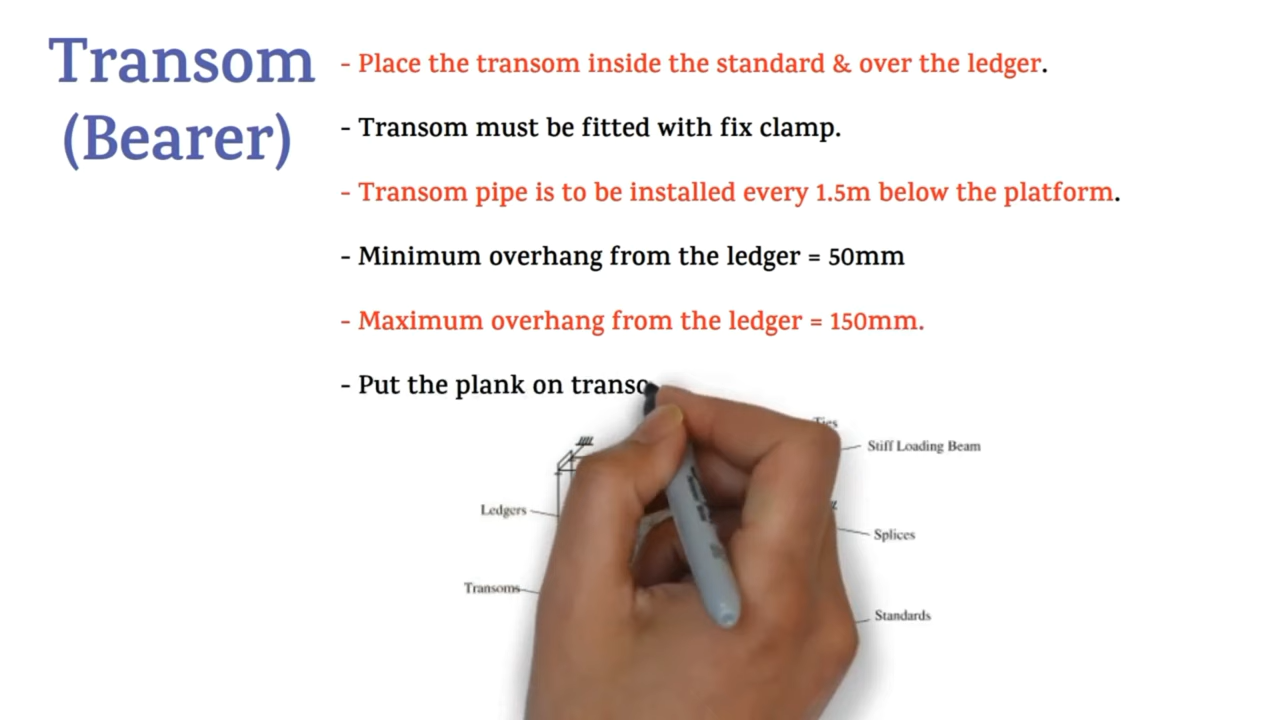 Transom
(Bearer)
- Place the transom inside the standard & over the ledger.
- Transom must be fitted with fix clamp.
- Transom pipe is to be installed every 1.5m below the platform.
- Minimum overhang from the ledger = 50mm
- Maximum overhang from the ledger = 150mm.
- Put the plank on transo
Ties
Stiff Loading Beam
Ledgers
Splices
Transoms
Standards